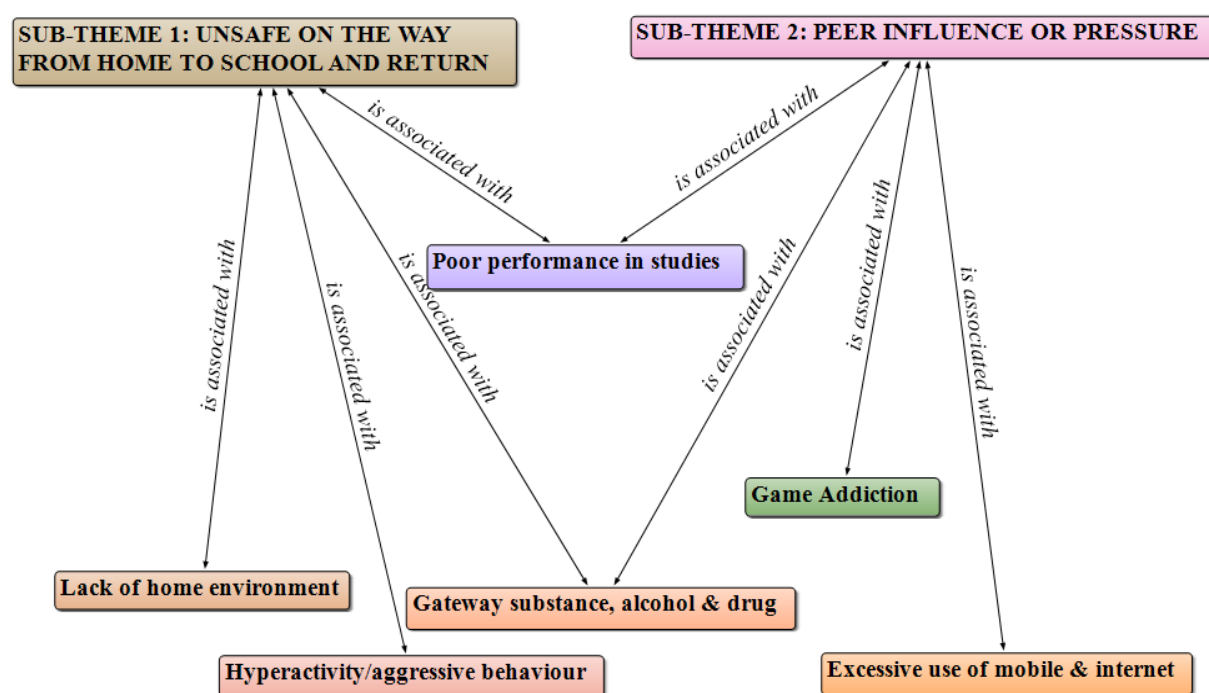 SUB-THEME 1: UNSAFE ON THE WAY
FROM HOME TO SCHOOL AND RETURN
SUB-THEME 2: PEER INFLUENCE OR PRESSURE
is associated with
is associated with
Poor performance in studies
is associated with
is associated with
is associated with
is associated with
is associated with
is associated with
Game Addiction
Lack of home environment
Gateway substance, alcohol & drug
Hyperactivity/aggressive behaviour
Excessive use of mobile & internet